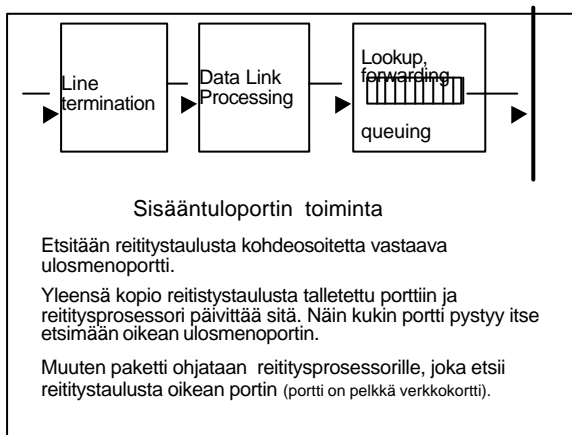 Line
termination
Data Link
Processing
Lookup,
forwarding
queuing
Sisääntuloportin toiminta
Etsitään reititystaulusta kohdeosoitetta vastaava
ulosmenoportti.
Yleensä kopio reitistystaulusta talletettu porttiin ja
reititysprosessori päivittää sitä. Näin kukin portti pystyy itse
etsimään oikean ulosmenoportin.
Muuten paketti ohjataan reititysprosessorille, joka etsii
reititystaulusta oikean portin (portti on pelkkä verkkokortti).